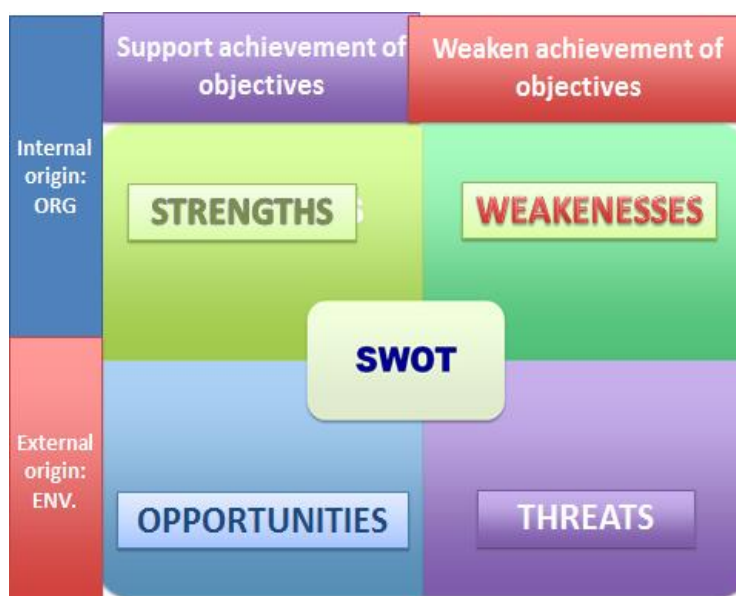 Support achievement of
objectives
Weaken achievement of
objectives
Internal
origin:
ORG
STRENGTHS
WEAKENESSES
SWOT
External
origin:
ENV.
OPPORTUNITIES
THREATS